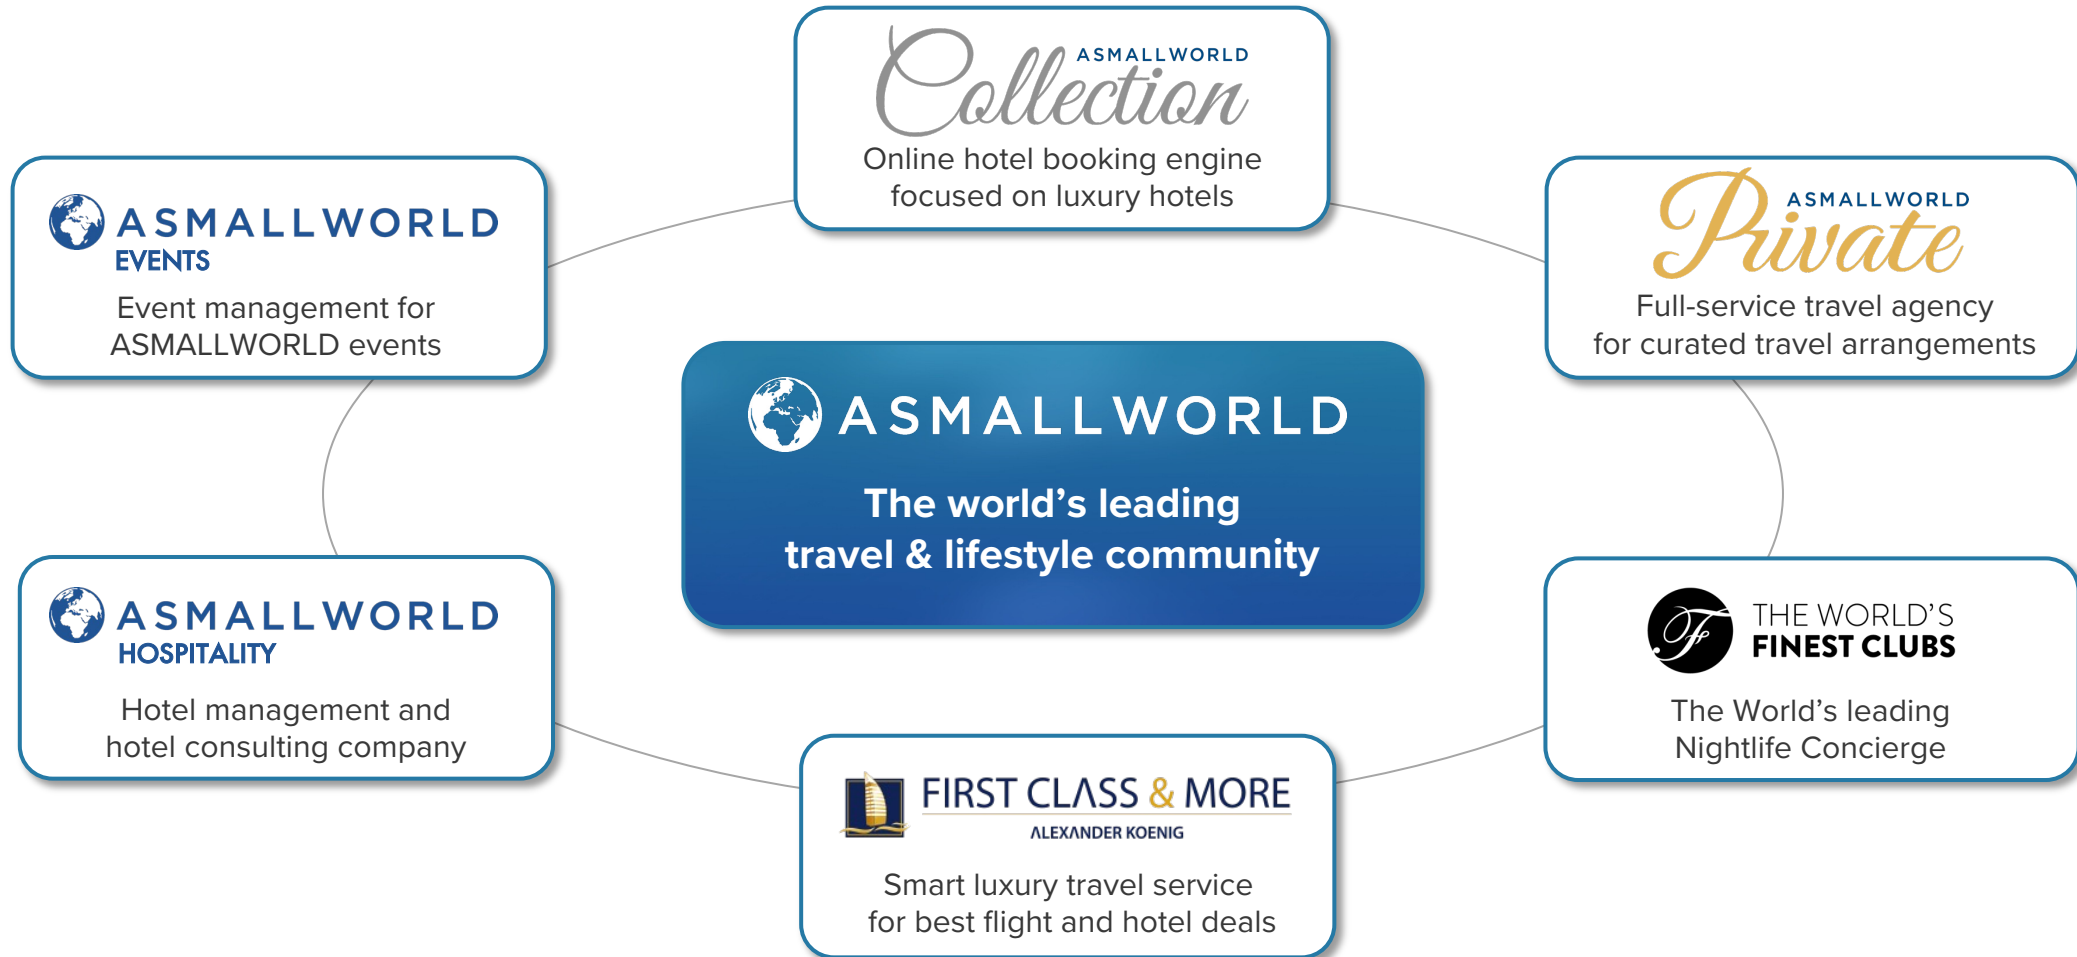 ASMALLWORLD
Collection
Online hotel booking engine
focused on luxury hotels
ASMALLWORLD
EVENTS
Event management for
ASMALLWORLD events
ASMALLWORLD
Private
Full-service travel agency
for curated travel arrangements
ASMALLWORLD
The world’s leading
travel & lifestyle community
ASMALLWORLD
HOSPITALITY
Hotel management and
hotel consulting company
F
THE WORLD’S
FINEST CLUBS
The World’s leading
Nightlife Concierge
FIRST CLASS & MORE
ALEXANDER KOENIG
Smart luxury travel service
for best flight and hotel deals